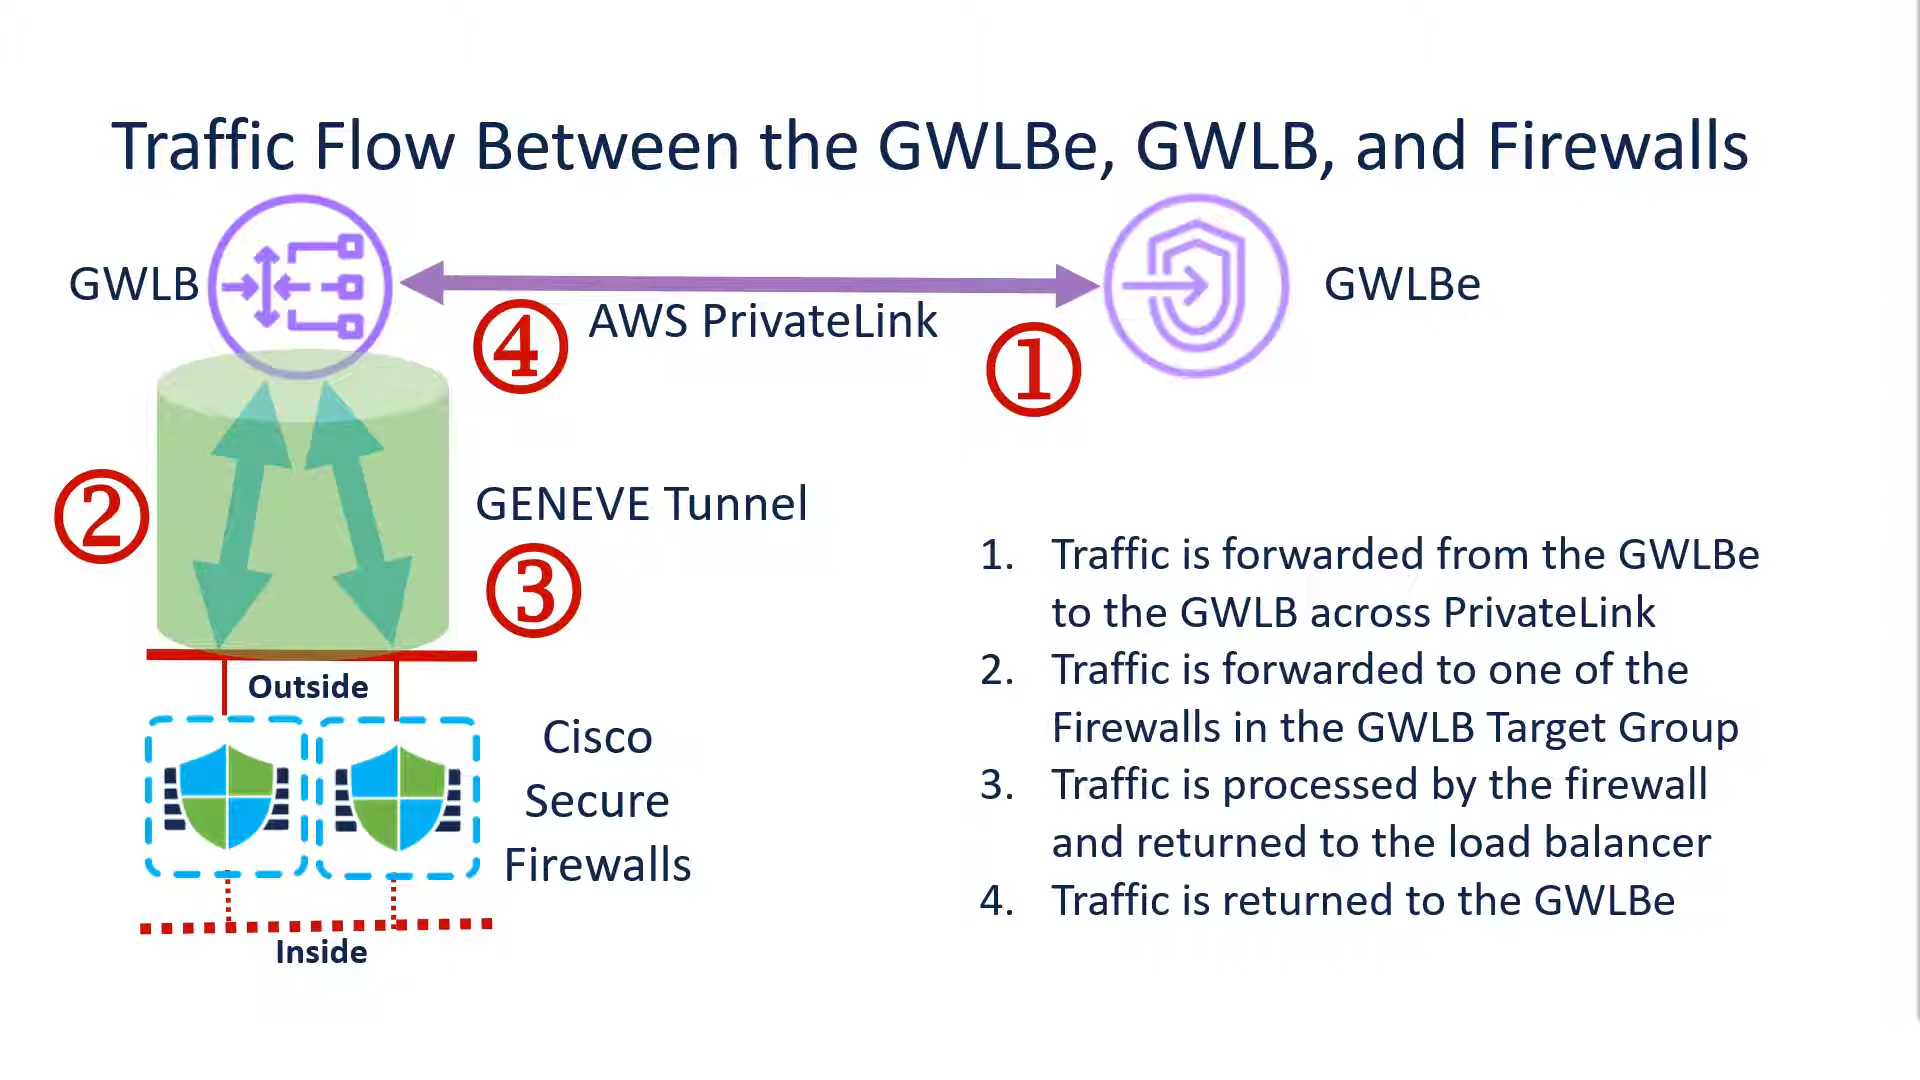 Traffic Flow Between the GWLBe, GWLB, and Firewalls
GWLB
GWLBe
AWS PrivateLink
④
①
②
GENEVE Tunnel
③
Outside
Cisco
Secure
Firewalls
Inside
1. Traffic is forwarded from the GWLBe
to the GWLB across PrivateLink
2. Traffic is forwarded to one of the
Firewalls in the GWLB Target Group
3. Traffic is processed by the firewall
and returned to the load balancer
4. Traffic is returned to the GWLBe